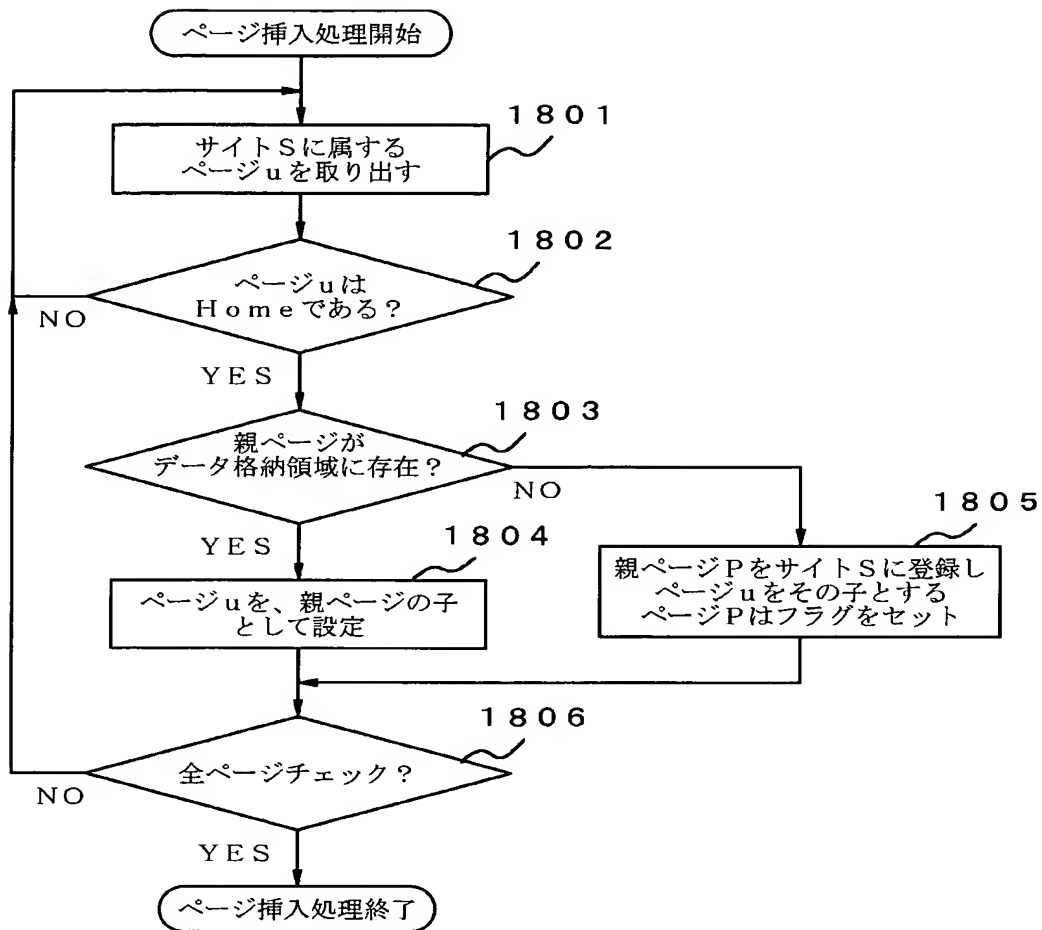 ページ挿入処理開始
１８０１
サイトＳに属する
ページｕを取り出す
１８０２
ページｕは
Ｈｏｍｅである？
ＮＯ
ＹＥＳ
１８０３
親ページが
データ格納領域に存在？
ＮＯ
ＹＥＳ
１８０４
ページｕを、親ページの子
として設定
１８０５
親ページＰをサイトＳに登録し
ページｕをその子とする
ページＰはフラグをセット
１８０６
全ページチェック？
ＮＯ
ＹＥＳ
ページ挿入処理終了